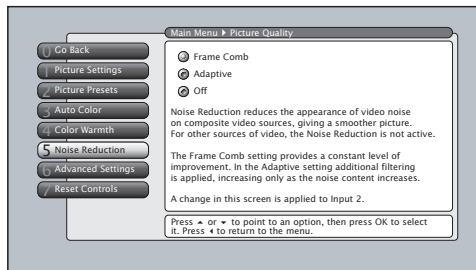 Main Menu ▸ Picture Quality
0 Go Back
1 Picture Settings
2 Picture Presets
3 Auto Color
4 Color Warmth
5 Noise Reduction
6 Advanced Settings
7 Reset Controls
Frame Comb
Adaptive
Off
Noise Reduction reduces the appearance of video noise
on composite video sources, giving a smoother picture.
For other sources of video, the Noise Reduction is not active.
The Frame Comb setting provides a constant level of
improvement. In the Adaptive setting additional filtering
is applied, increasing only as the noise content increases.
A change in this screen is applied to Input 2.
Press ▴ or ▾ to point to an option, then press OK to select
it. Press ◂ to return to the menu.